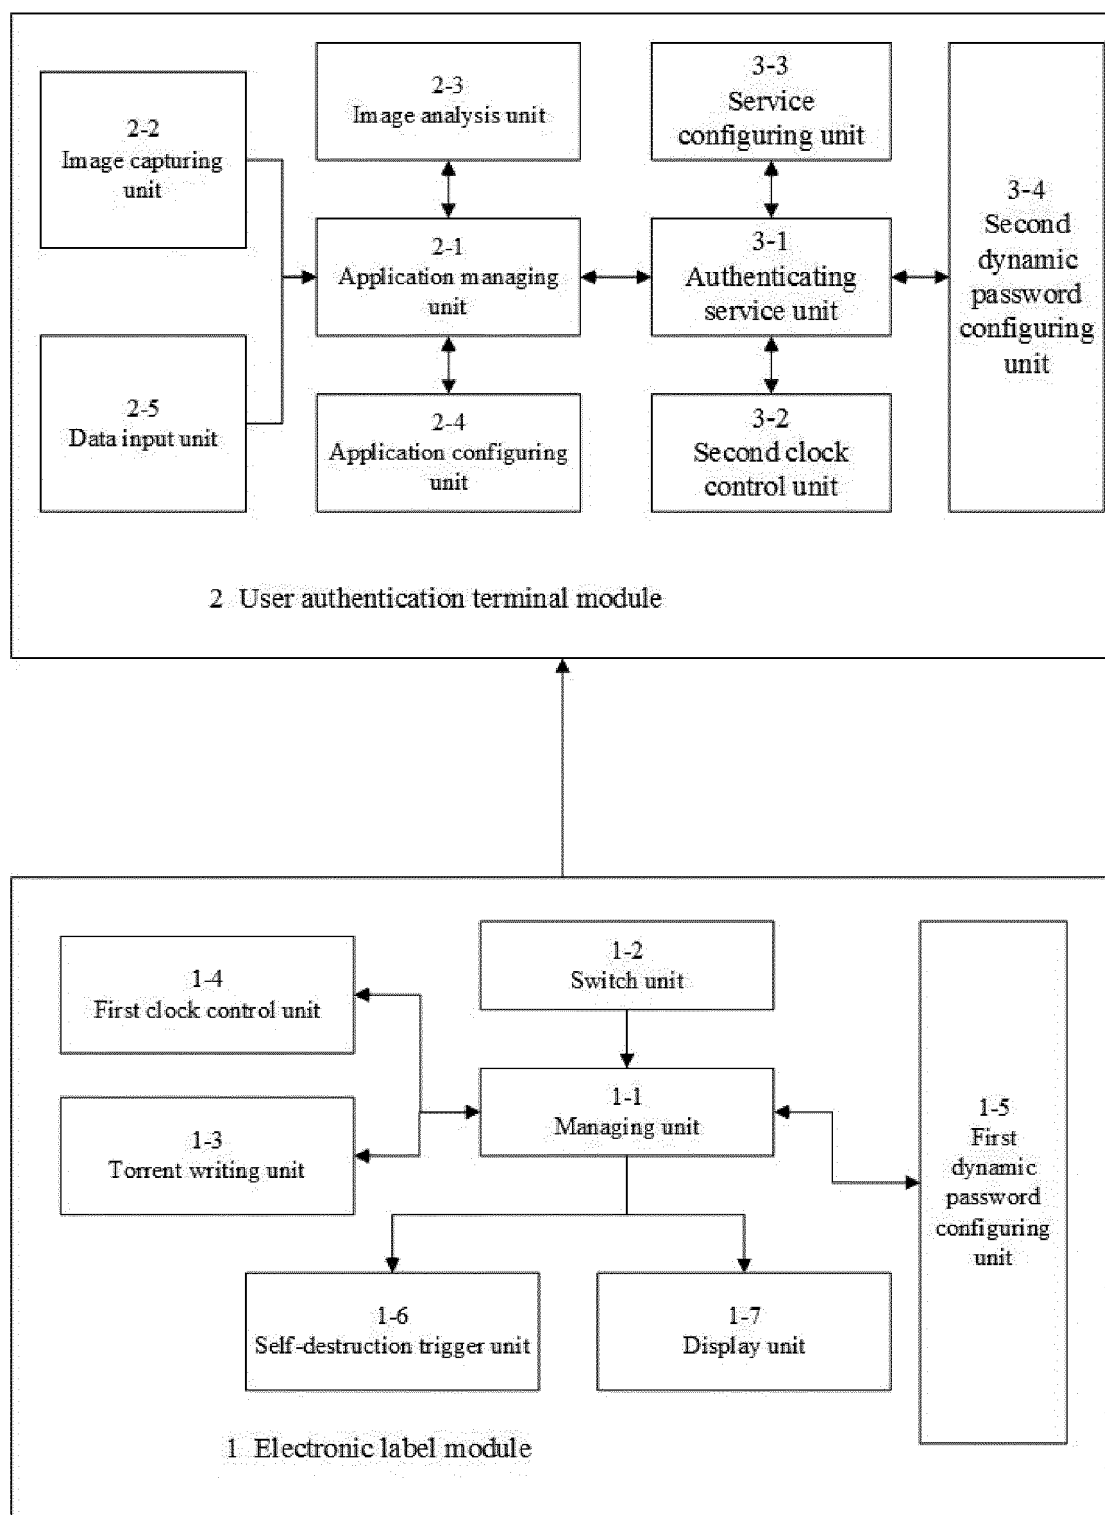 2-2
Image capturing
unit
2-3
Image analysis unit
3-3
Service
configuring unit
3-4
Second
dynamic
password
configuring
unit
2-1
Application managing
unit
3-1
Authenticating
service unit
2-5
Data input unit
2-4
Application configuring
unit
3-2
Second clock
control unit
2 User authentication terminal module
1-4
First clock control unit
1-2
Switch unit
1-1
Managing unit
1-3
Torrent writing unit
1-5
First
dynamic
password
configuring
unit
1-6
Self-destruction trigger unit
1-7
Display unit
1 Electronic label module